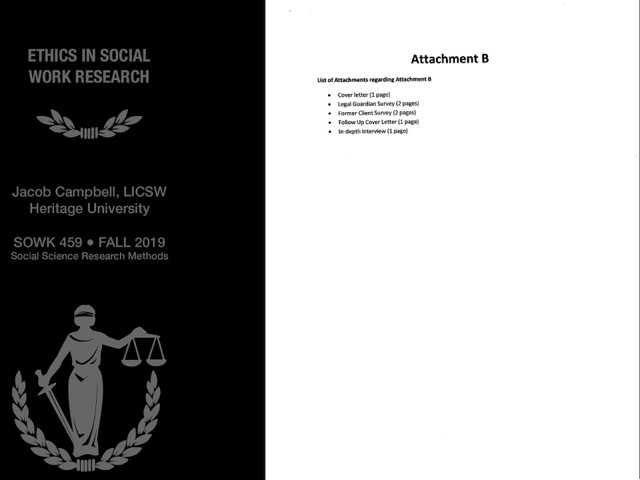 ETHICS IN SOCIAL
WORK RESEARCH
Jacob Campbell, LICSW
Heritage University
SOWK 459 ● FALL 2019
Social Science Research Methods
Attachment B
List of Attachments regarding Attachment B
• Cover letter (1 page)
• Legal Guardian Survey (2 pages)
• Former Client Survey (2 pages)
• Follow Up Cover Letter (1 page)
• In-depth Interview (1 page)